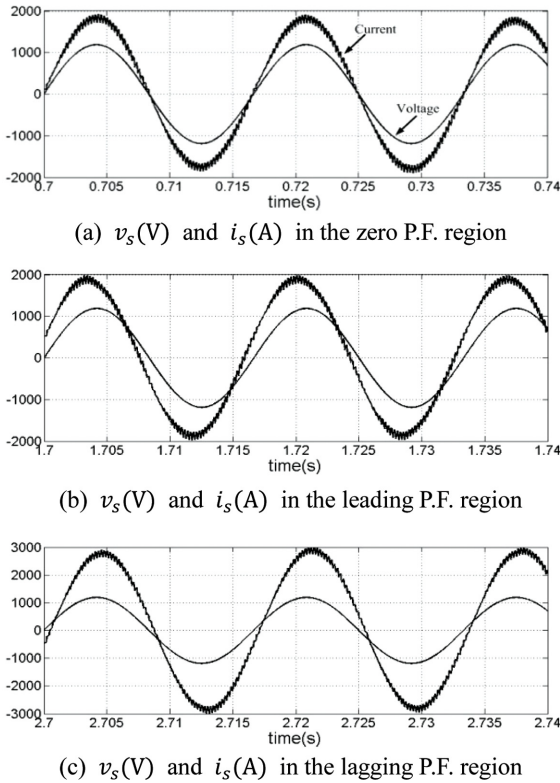 2000
Current
1000
Voltage
0
-1000
-2000
0.7 0.705 0.71 0.715 0.72 0.725 0.73 0.735 0.74
time(s)
(a) v_s(V) and i_s(A) in the zero P.F. region
2000
1000
0
-1000
-2000
1.7 1.705 1.71 1.715 1.72 1.725 1.73 1.735 1.74
time(s)
(b) v_s(V) and i_s(A) in the leading P.F. region
3000
2000
1000
0
-1000
-2000
-3000
2.7 2.705 2.71 2.715 2.72 2.725 2.73 2.735 2.74
time(s)
(c) v_s(V) and i_s(A) in the lagging P.F. region